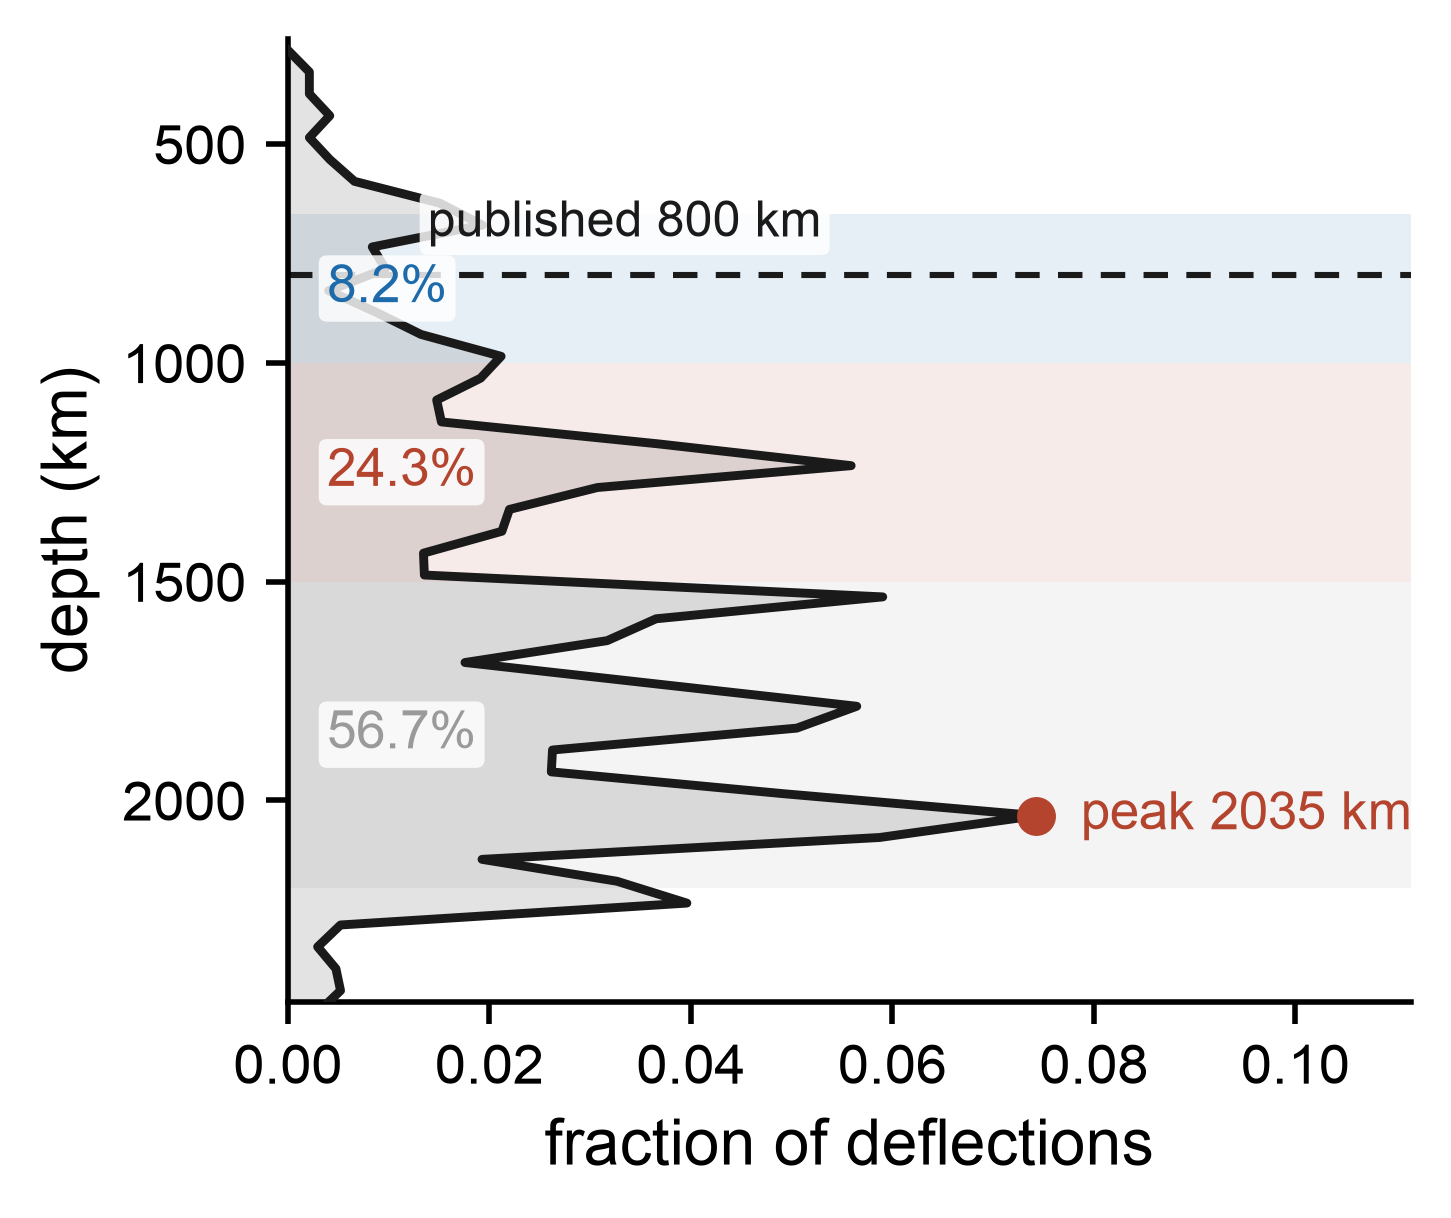 500
published 800 km
8.2%
1000
24.3%
1500
56.7%
2000
peak 2035 km
depth (km)
0.00 0.02 0.04 0.06 0.08 0.10
fraction of deflections